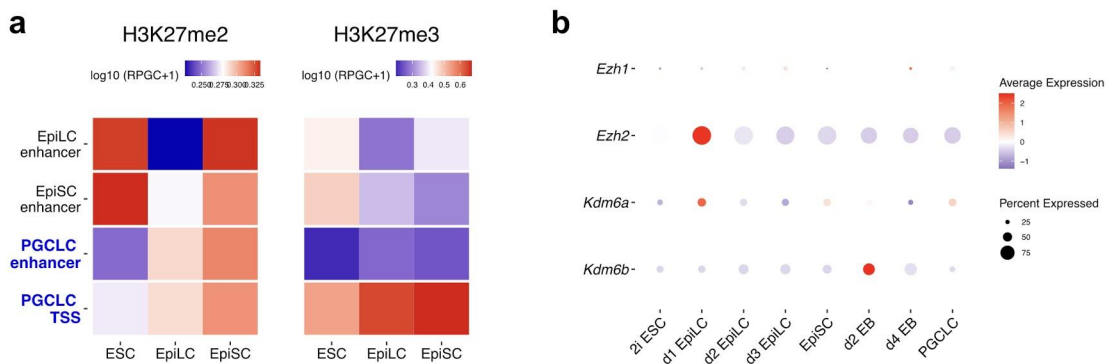 a
H3K27me2
H3K27me3
log10 (RPGC+1)
0.250 0.275 0.300 0.325
log10 (RPGC+1)
0.3 0.4 0.5 0.6
EpiLC
enhancer
EpiSC
enhancer
PGCLC
enhancer
PGCLC
TSS
ESC EpiLC EpiSC
ESC EpiLC EpiSC
b
Ezh1
Ezh2
Kdm6a
Kdm6b
2i ESC
d1 EpiLC
d2 EpiLC
d3 EpiLC
EpiSC
d2 EB
d4 EB
PGCLC
Average Expression
2
1
0
-1
Percent Expressed
25
50
75